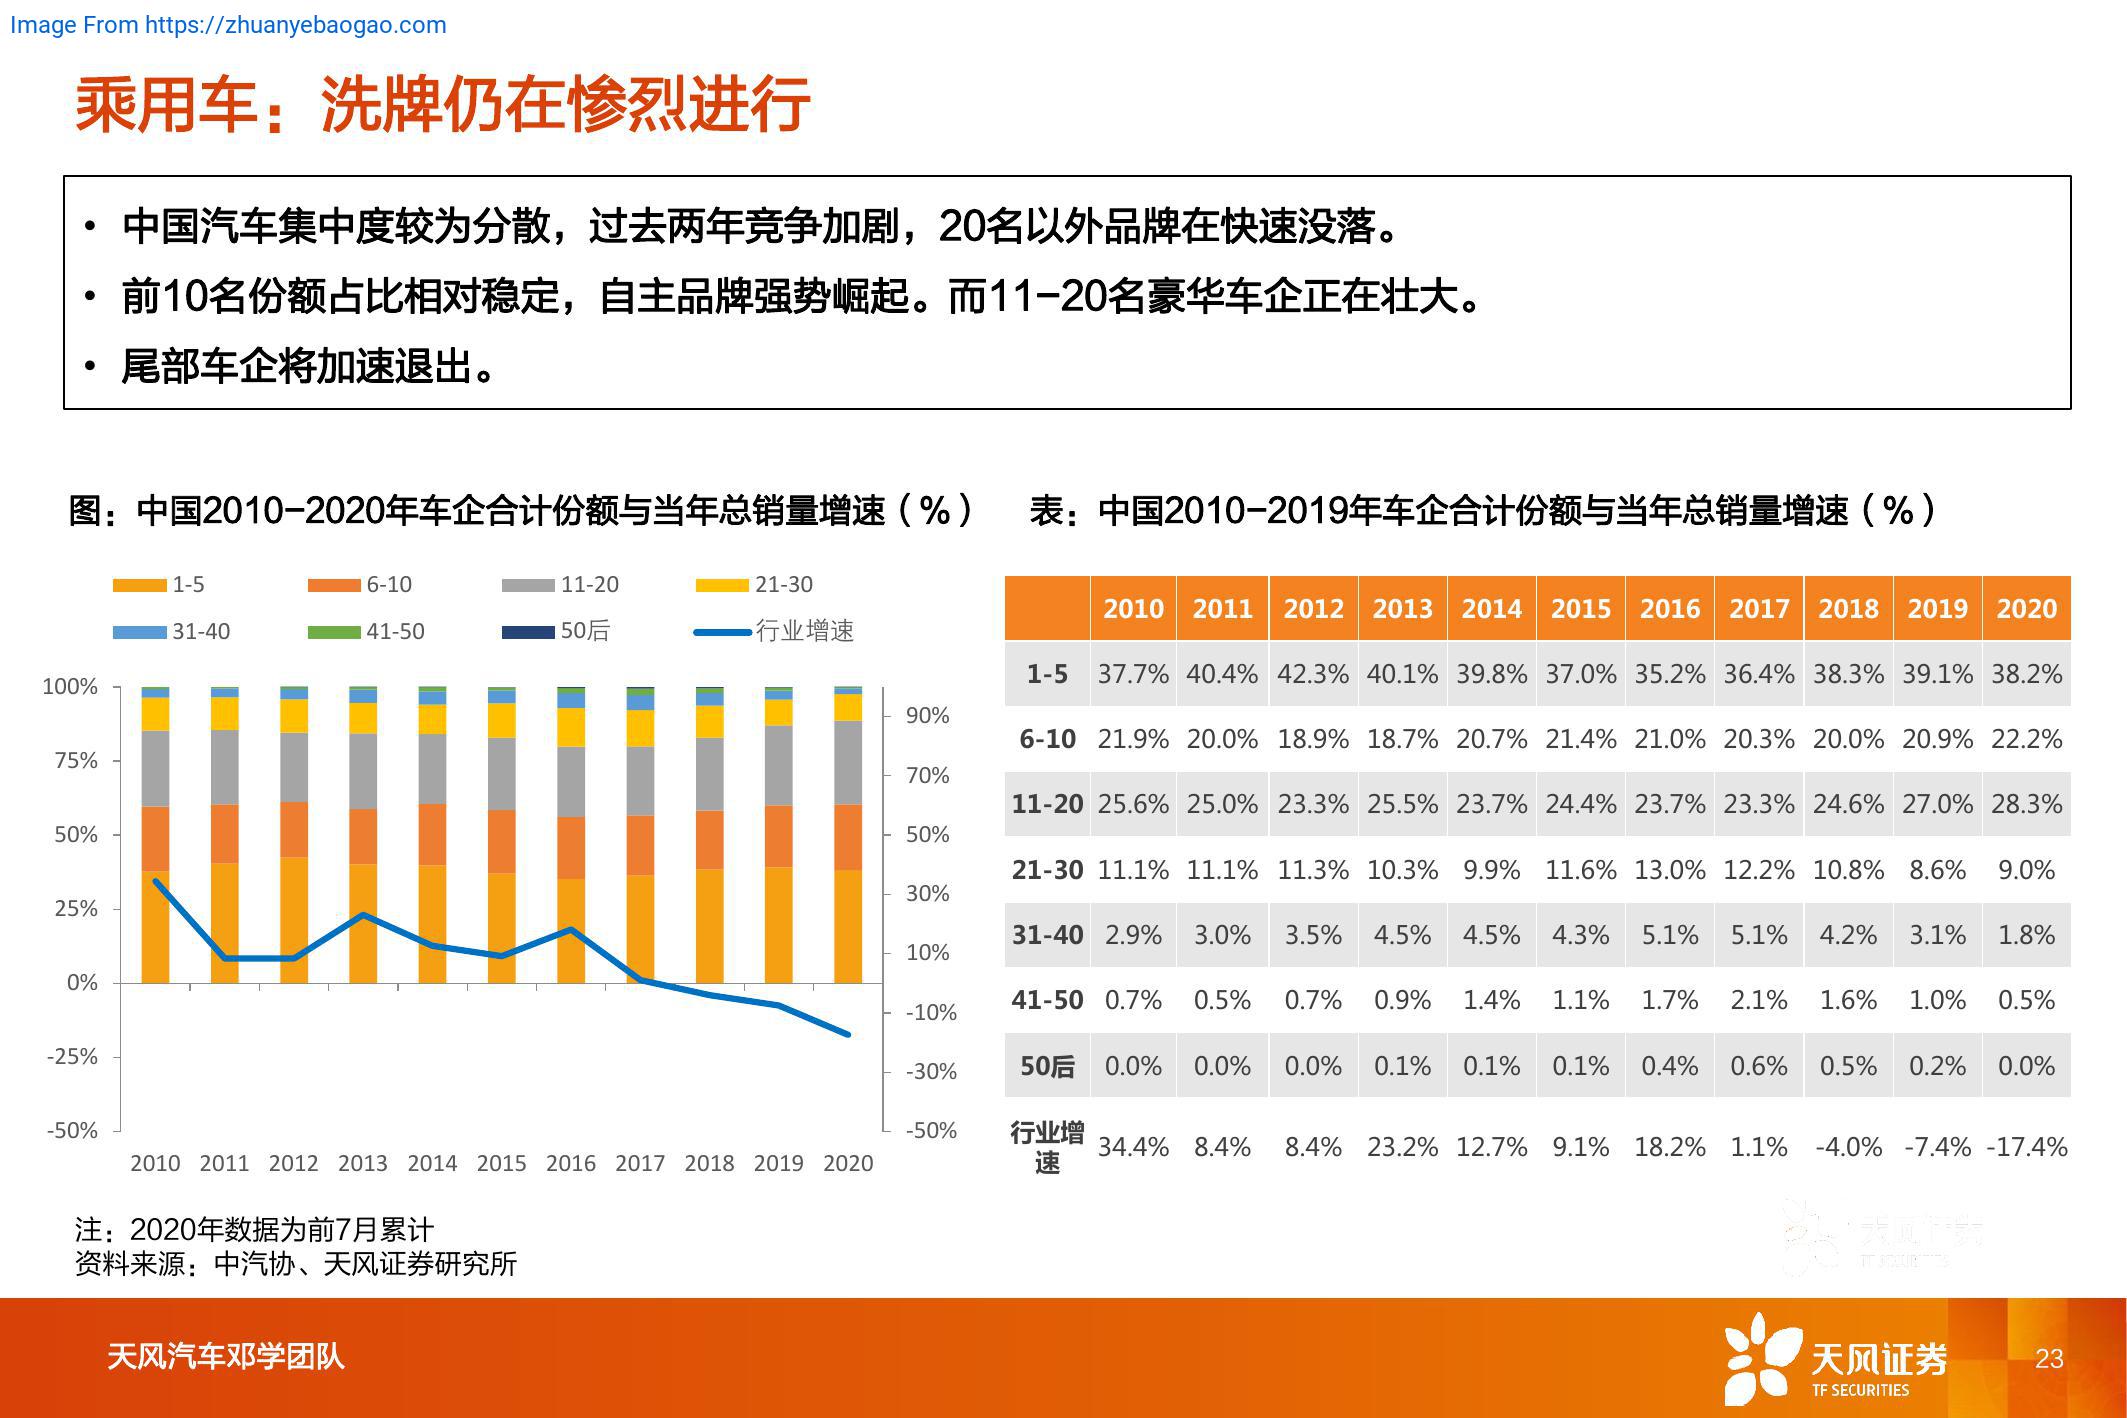 Image From https://zhuanyebaogao.com
乘用车：洗牌仍在惨烈进行
• 中国汽车集中度较为分散，过去两年竞争加剧，20名以外品牌在快速没落。
• 前10名份额占比相对稳定，自主品牌强势崛起。而11-20名豪华车企正在壮大。
• 尾部车企将加速退出。
图：中国2010-2020年车企合计份额与当年总销量增速（%）
1-5 6-10 11-20 21-30
31-40 41-50 50后 行业增速
100%
75%
50%
25%
0%
-25%
-50%
90%
70%
50%
30%
10%
-10%
-30%
-50%
2010 2011 2012 2013 2014 2015 2016 2017 2018 2019 2020
表：中国2010-2019年车企合计份额与当年总销量增速（%）
2010 2011 2012 2013 2014 2015 2016 2017 2018 2019 2020
1-5 37.7% 40.4% 42.3% 40.1% 39.8% 37.0% 35.2% 36.4% 38.3% 39.1% 38.2%
6-10 21.9% 20.0% 18.9% 18.7% 20.7% 21.4% 21.0% 20.3% 20.0% 20.9% 22.2%
11-20 25.6% 25.0% 23.3% 25.5% 23.7% 24.4% 23.7% 23.3% 24.6% 27.0% 28.3%
21-30 11.1% 11.1% 11.3% 10.3% 9.9% 11.6% 13.0% 12.2% 10.8% 8.6% 9.0%
31-40 2.9% 3.0% 3.5% 4.5% 4.5% 4.3% 5.1% 5.1% 4.2% 3.1% 1.8%
41-50 0.7% 0.5% 0.7% 0.9% 1.4% 1.1% 1.7% 2.1% 1.6% 1.0% 0.5%
50后 0.0% 0.0% 0.0% 0.1% 0.1% 0.1% 0.4% 0.6% 0.5% 0.2% 0.0%
行业增速 34.4% 8.4% 8.4% 23.2% 12.7% 9.1% 18.2% 1.1% -4.0% -7.4% -17.4%
注：2020年数据为前7月累计
资料来源：中汽协、天风证券研究所
天风证券
TF SECURITIES
天风汽车邓学团队
天风证券
TF SECURITIES
23